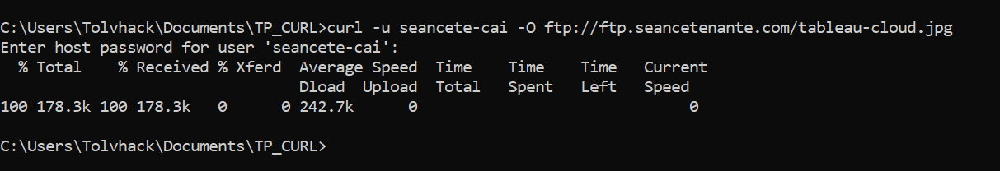 C:\Users\Tolvhack\Documents\TP_CURL>curl -u seancete-cai -O ftp://ftp.seancetenante.com/tableau-cloud.jpg
Enter host password for user 'seancete-cai':
  % Total    % Received % Xferd  Average Speed  Time    Time    Time   Current
                                 Dload  Upload  Total   Spent   Left   Speed
100 178.3k 100 178.3k   0      0 242.7k      0                              0
C:\Users\Tolvhack\Documents\TP_CURL>